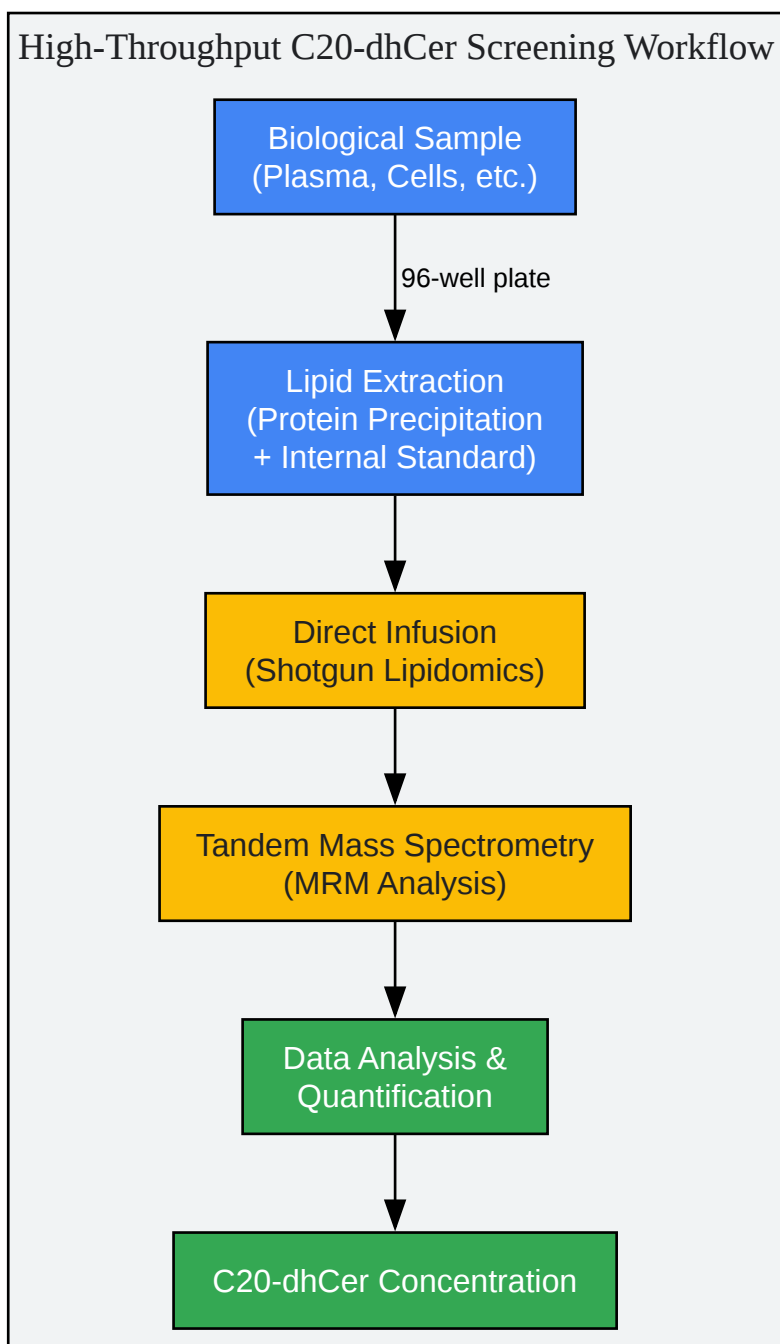 High-Throughput C20-dhCer Screening Workflow
Biological Sample
(Plasma, Cells, etc.)
96-well plate
Lipid Extraction
(Protein Precipitation
+ Internal Standard)
Direct Infusion
(Shotgun Lipidomics)
Tandem Mass Spectrometry
(MRM Analysis)
Data Analysis &
Quantification
C20-dhCer Concentration